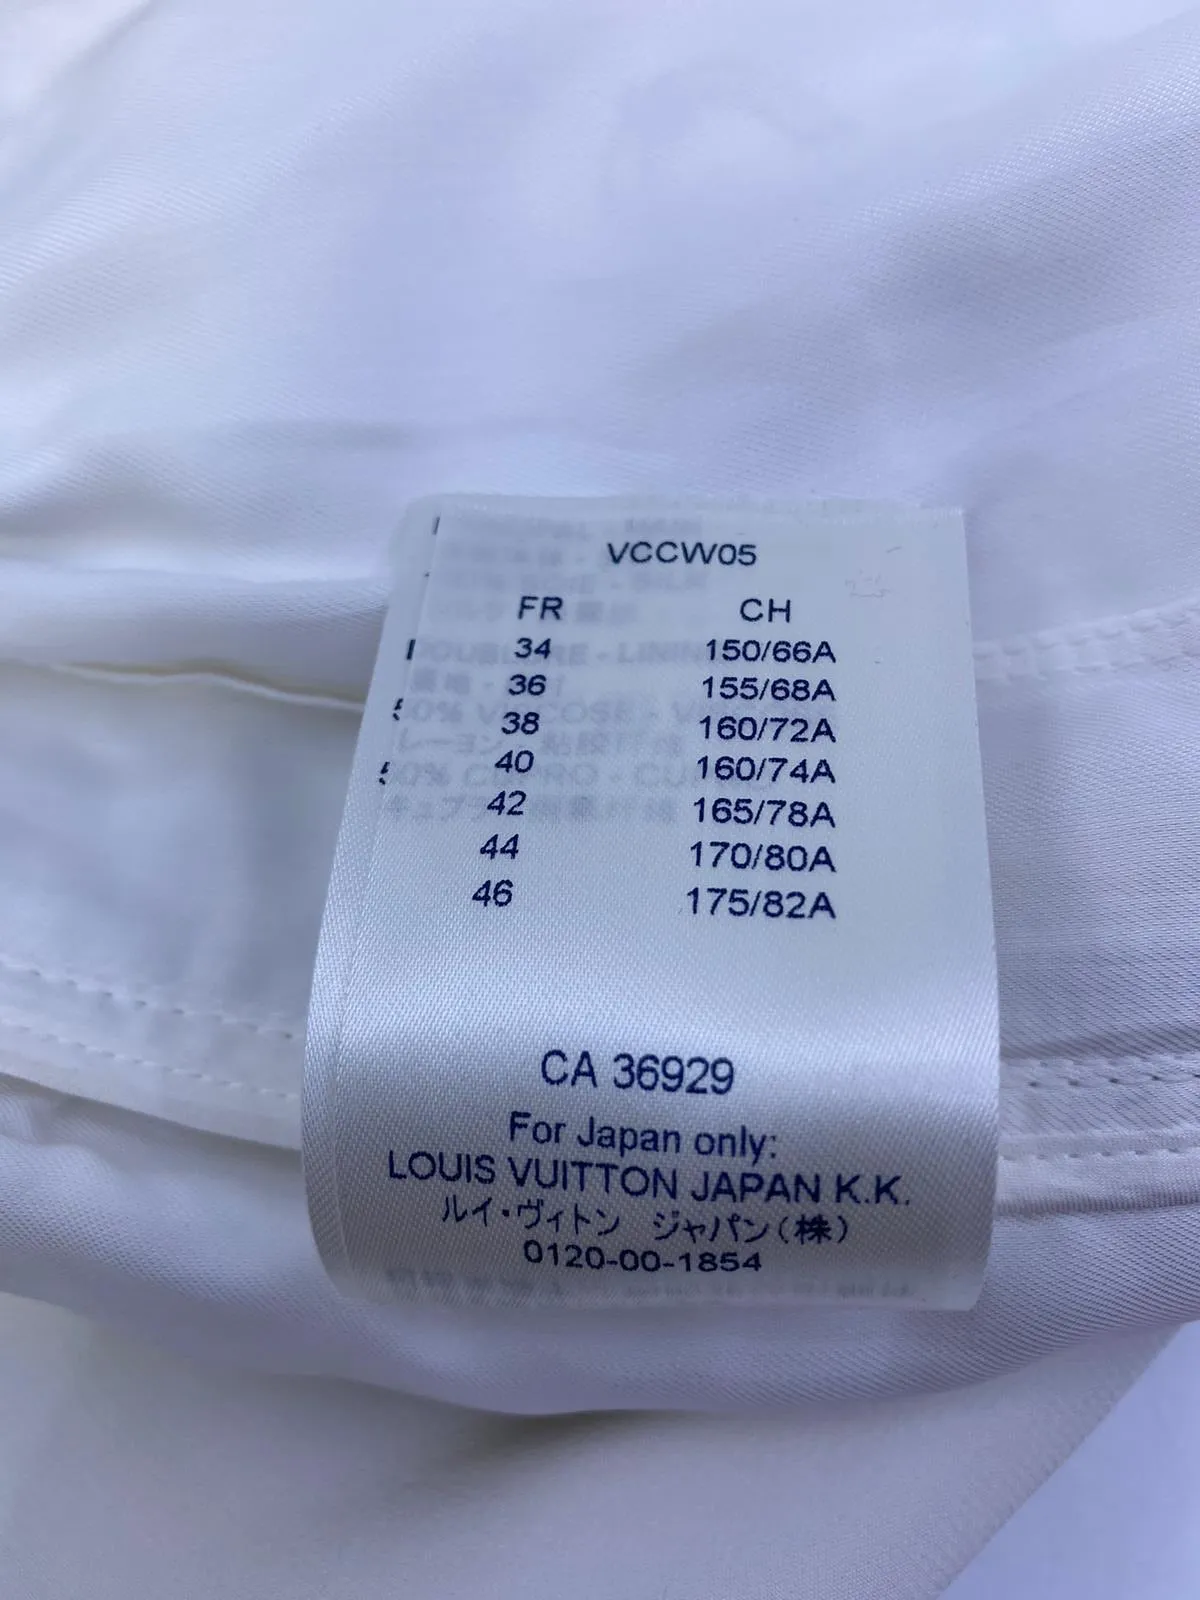 VCCW05
FR CH
34 150/66A
36 155/68A
38 160/72A
40 160/74A
42 165/78A
44 170/80A
46 175/82A
CA 36929
For Japan only:
LOUIS VUITTON JAPAN K.K.
ルイ・ヴィトン ジャパン(株)
0120-00-1854